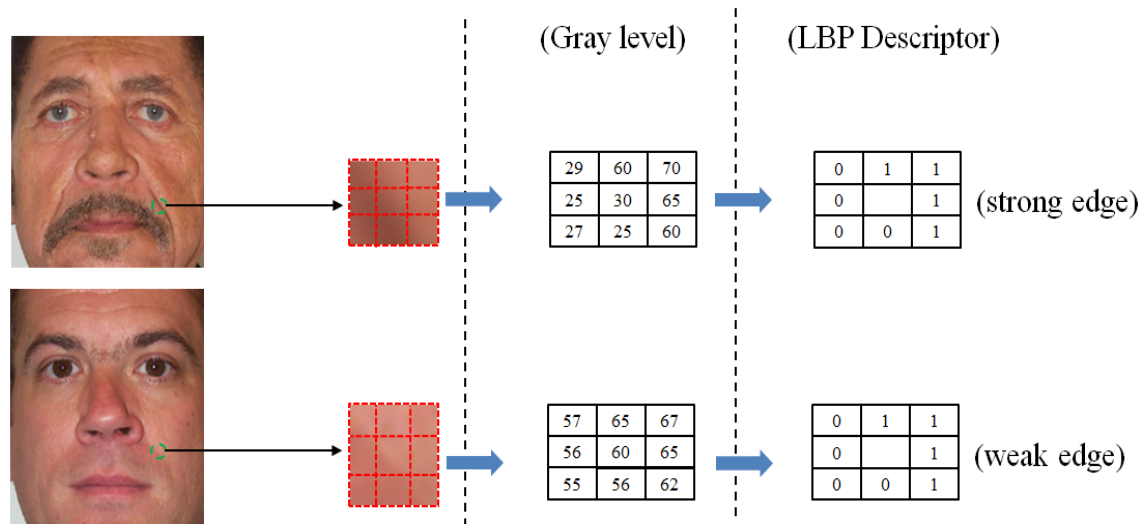 (Gray level) (LBP Descriptor)
29 60 70 0 1 1
25 30 65 0 1 (strong edge)
27 25 60 0 0 1
57 65 67 0 1 1
56 60 65 0 1 (weak edge)
55 56 62 0 0 1